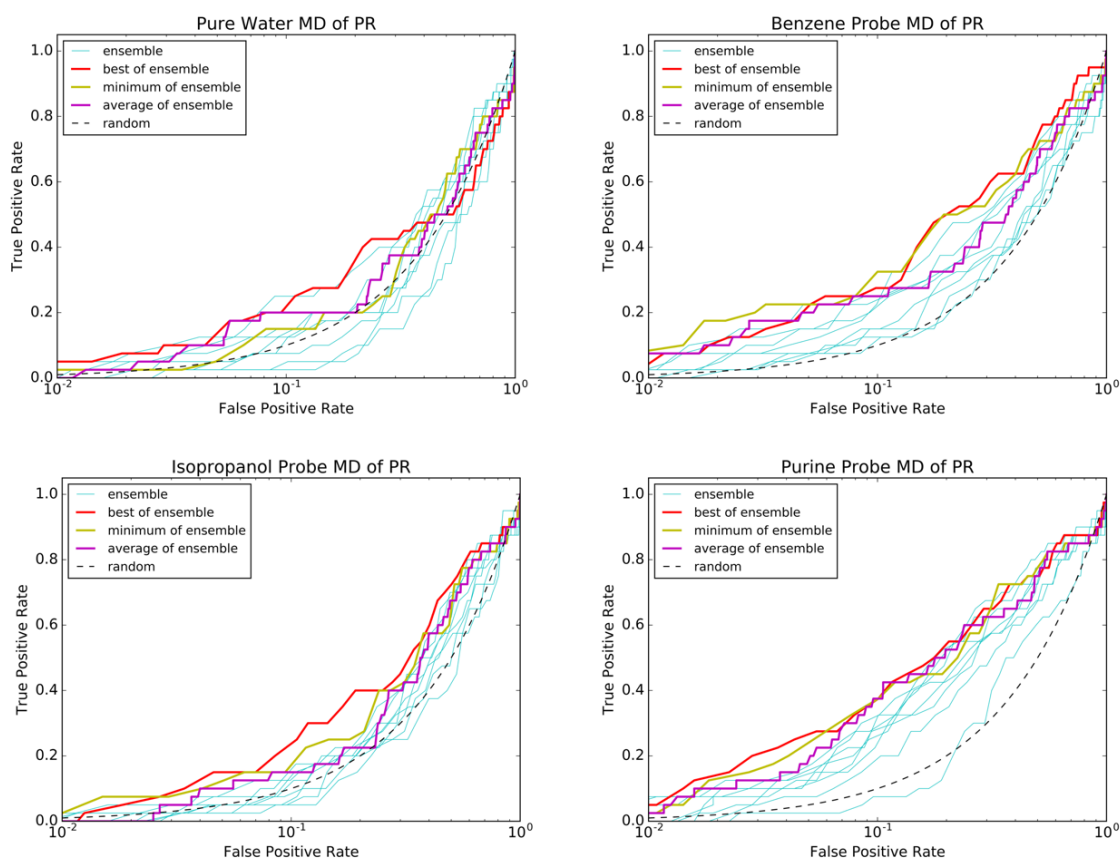 Pure Water MD of PR
1.0
0.8
0.6
0.4
0.2
0.0
True Positive Rate
ensemble
best of ensemble
minimum of ensemble
average of ensemble
random
10⁻² 10⁻¹ 10⁰
False Positive Rate
Benzene Probe MD of PR
1.0
0.8
0.6
0.4
0.2
0.0
True Positive Rate
ensemble
best of ensemble
minimum of ensemble
average of ensemble
random
10⁻² 10⁻¹ 10⁰
False Positive Rate
Isopropanol Probe MD of PR
1.0
0.8
0.6
0.4
0.2
0.0
True Positive Rate
ensemble
best of ensemble
minimum of ensemble
average of ensemble
random
10⁻² 10⁻¹ 10⁰
False Positive Rate
Purine Probe MD of PR
1.0
0.8
0.6
0.4
0.2
0.0
True Positive Rate
ensemble
best of ensemble
minimum of ensemble
average of ensemble
random
10⁻² 10⁻¹ 10⁰
False Positive Rate